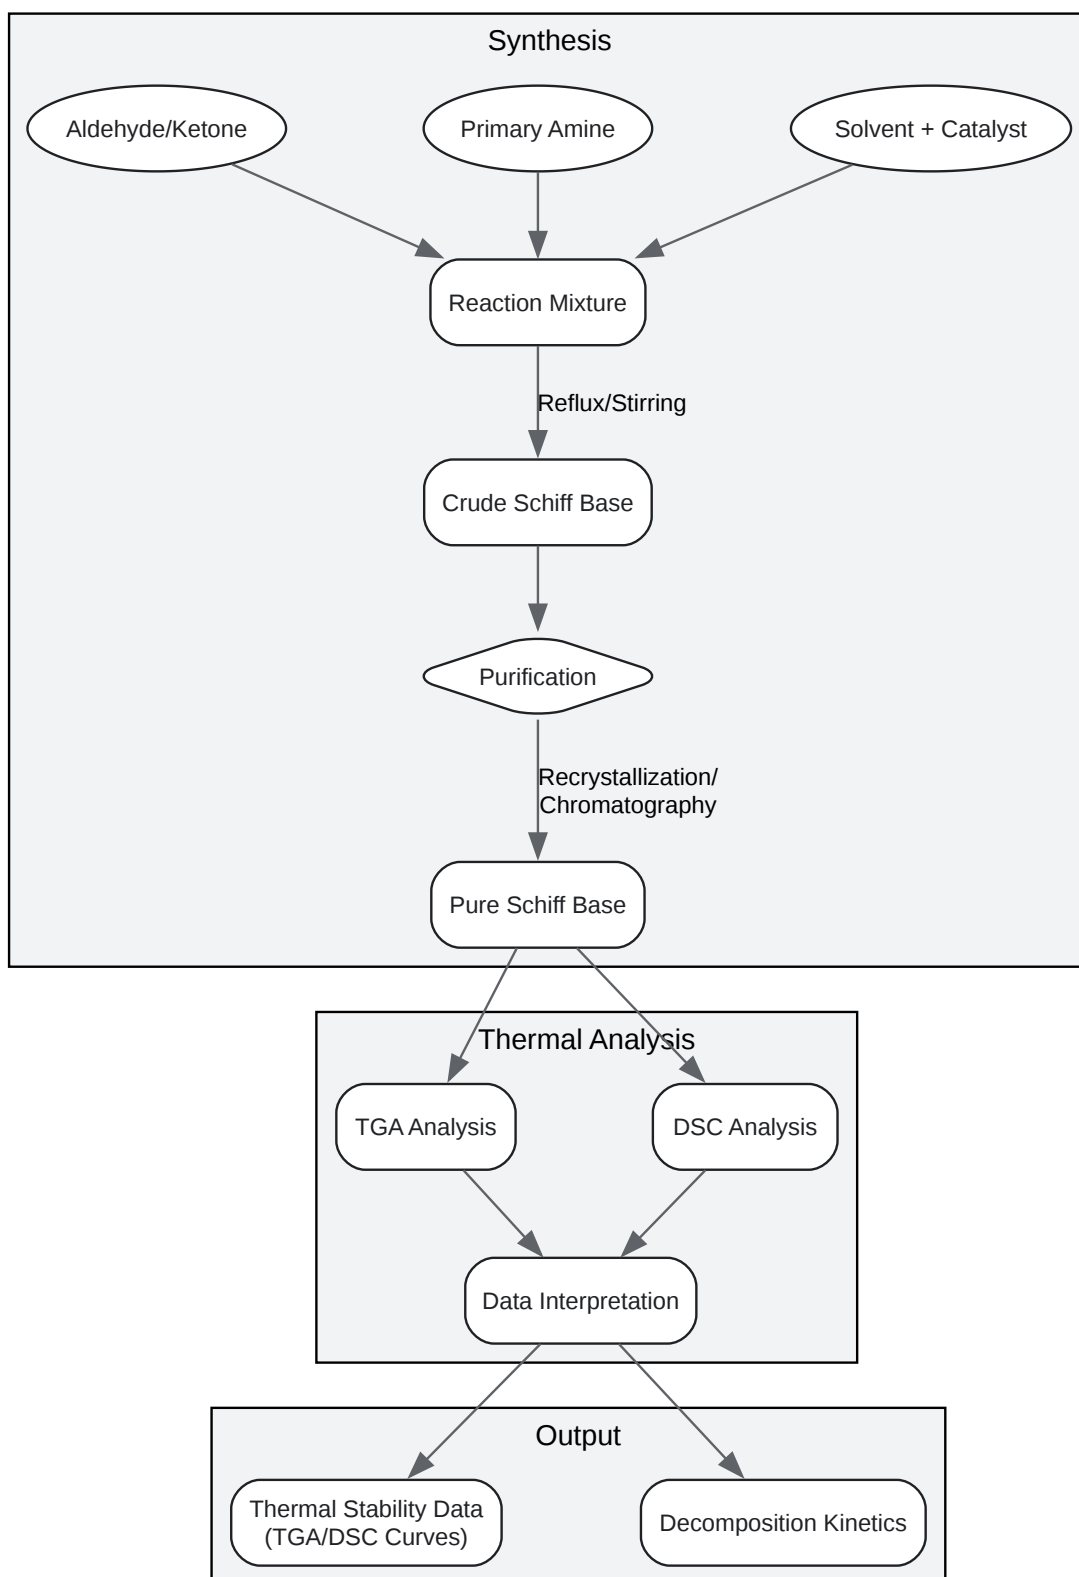 Synthesis
Aldehyde/Ketone
Primary Amine
Solvent + Catalyst
Reaction Mixture
Reflux/Stirring
Crude Schiff Base
Purification
Recrystallization/
Chromatography
Pure Schiff Base
Thermal Analysis
TGA Analysis
DSC Analysis
Data Interpretation
Output
Thermal Stability Data
(TGA/DSC Curves)
Decomposition Kinetics